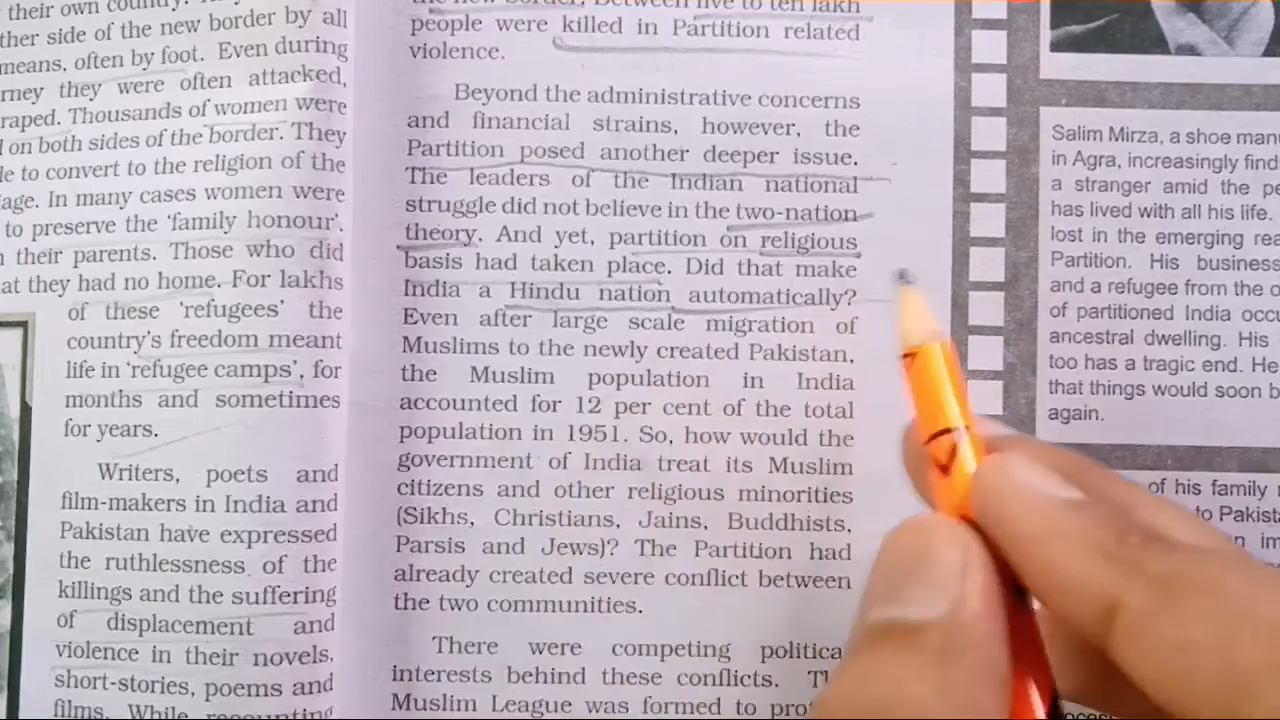 their own country.
ther side of the new border by all
means, often by foot. Even during
rney they were often attacked,
raped. Thousands of women were
on both sides of the border. They
le to convert to the religion of the
age. In many cases women were
to preserve the 'family honour'.
their parents. Those who did
at they had no home. For lakhs
of these 'refugees' the
country's freedom meant
life in 'refugee camps', for
months and sometimes
for years.
Writers, poets and
film-makers in India and
Pakistan have expressed
the ruthlessness of the
killings and the suffering
of displacement and
violence in their novels,
short-stories, poems and
films. While recounting
the new border. Between five to ten lakh
people were killed in Partition related
violence.
Beyond the administrative concerns
and financial strains, however, the
Partition posed another deeper issue.
The leaders of the Indian national
struggle did not believe in the two-nation
theory. And yet, partition on religious
basis had taken place. Did that make
India a Hindu nation automatically?
Even after large scale migration of
Muslims to the newly created Pakistan,
the Muslim population in India
accounted for 12 per cent of the total
population in 1951. So, how would the
government of India treat its Muslim
citizens and other religious minorities
(Sikhs, Christians, Jains, Buddhists,
Parsis and Jews)? The Partition had
already created severe conflict between
the two communities.
There were competing politica
interests behind these conflicts.
Muslim League was formed to
Salim Mirza, a shoe man
in Agra, increasingly find
a stranger amid the pe
has lived with all his life.
lost in the emerging rea
Partition. His business
and a refugee from the o
of partitioned India occu
ancestral dwelling. His
too has a tragic end. He
that things would soon b
again.
of his family
to Pakist